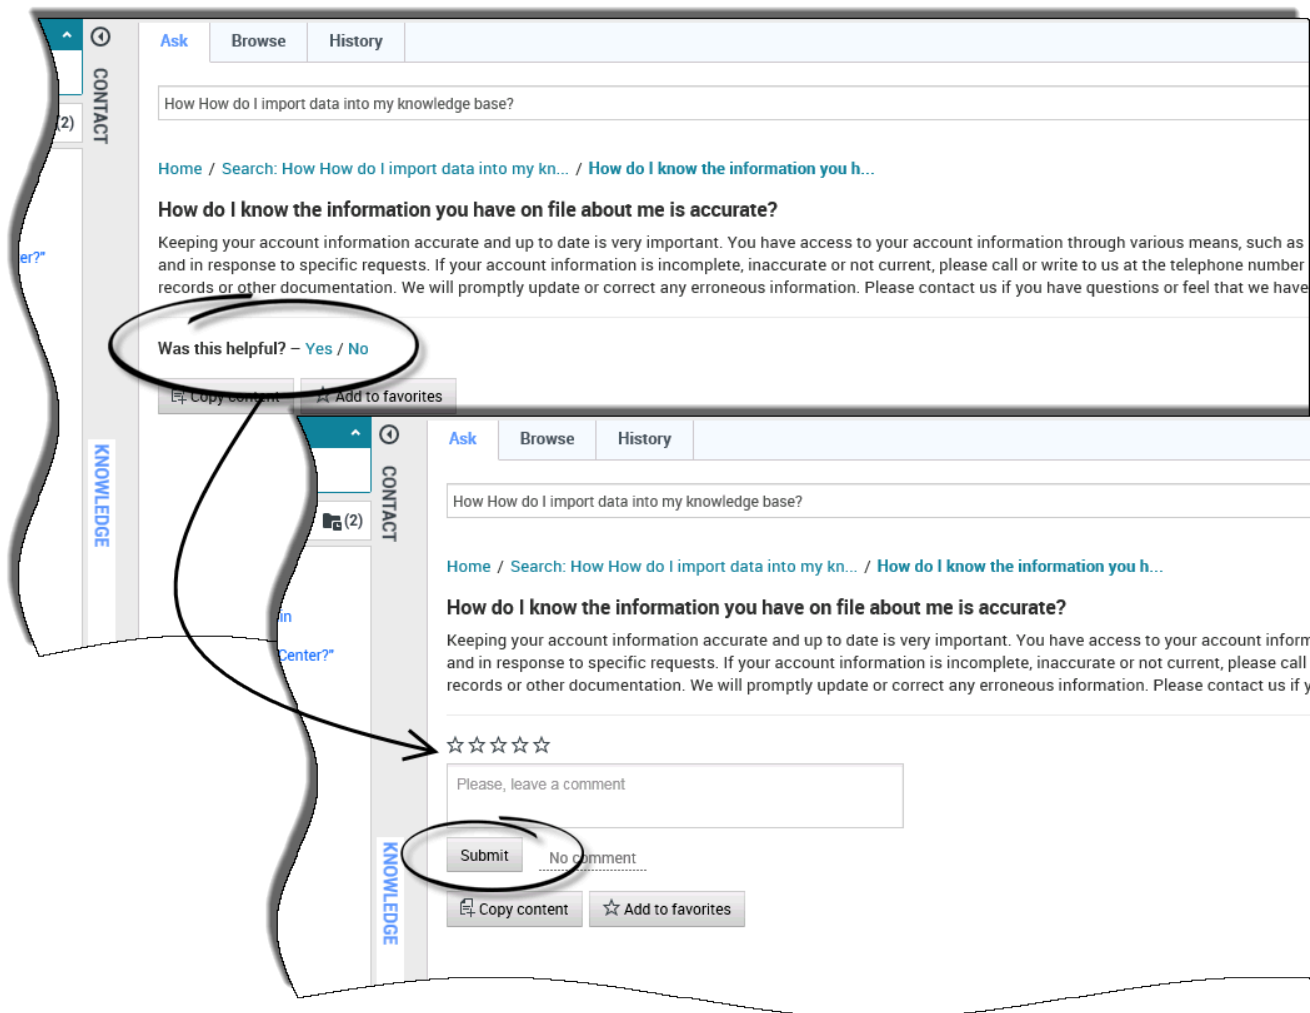 Ask Browse History
CONTACT
(2)
How How do I import data into my knowledge base?
Home / Search: How How do I import data into my kn... / How do I know the information you h...
How do I know the information you have on file about me is accurate?
Keeping your account information accurate and up to date is very important. You have access to your account information through various means, such as
and in response to specific requests. If your account information is incomplete, inaccurate or not current, please call or write to us at the telephone number
records or other documentation. We will promptly update or correct any erroneous information. Please contact us if you have questions or feel that we have
er?"
Was this helpful? – Yes / No
Copy content Add to favorites
KNOWLEDGE
Ask Browse History
CONTACT
(2)
How How do I import data into my knowledge base?
Home / Search: How How do I import data into my kn... / How do I know the information you h...
How do I know the information you have on file about me is accurate?
Keeping your account information accurate and up to date is very important. You have access to your account inform
and in response to specific requests. If your account information is incomplete, inaccurate or not current, please call
records or other documentation. We will promptly update or correct any erroneous information. Please contact us if y
in
Center?"
Please, leave a comment
Submit No comment
Copy content Add to favorites
KNOWLEDGE